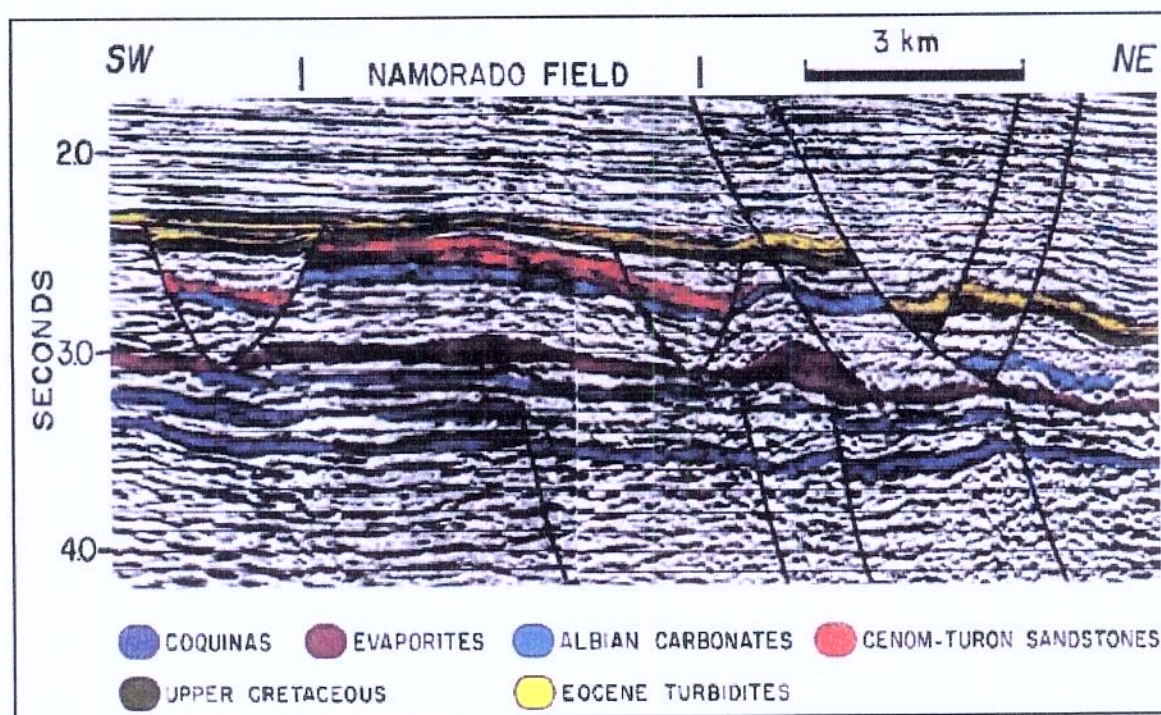 SW
NAMORADO FIELD
3 km
NE
SECONDS
2.0
3.0
4.0
COQUINAS
EVAPORITES
ALBIAN CARBONATES
CENOM-TURON SANDSTONES
UPPER CRETACEOUS
EOCENE TURBIDITES